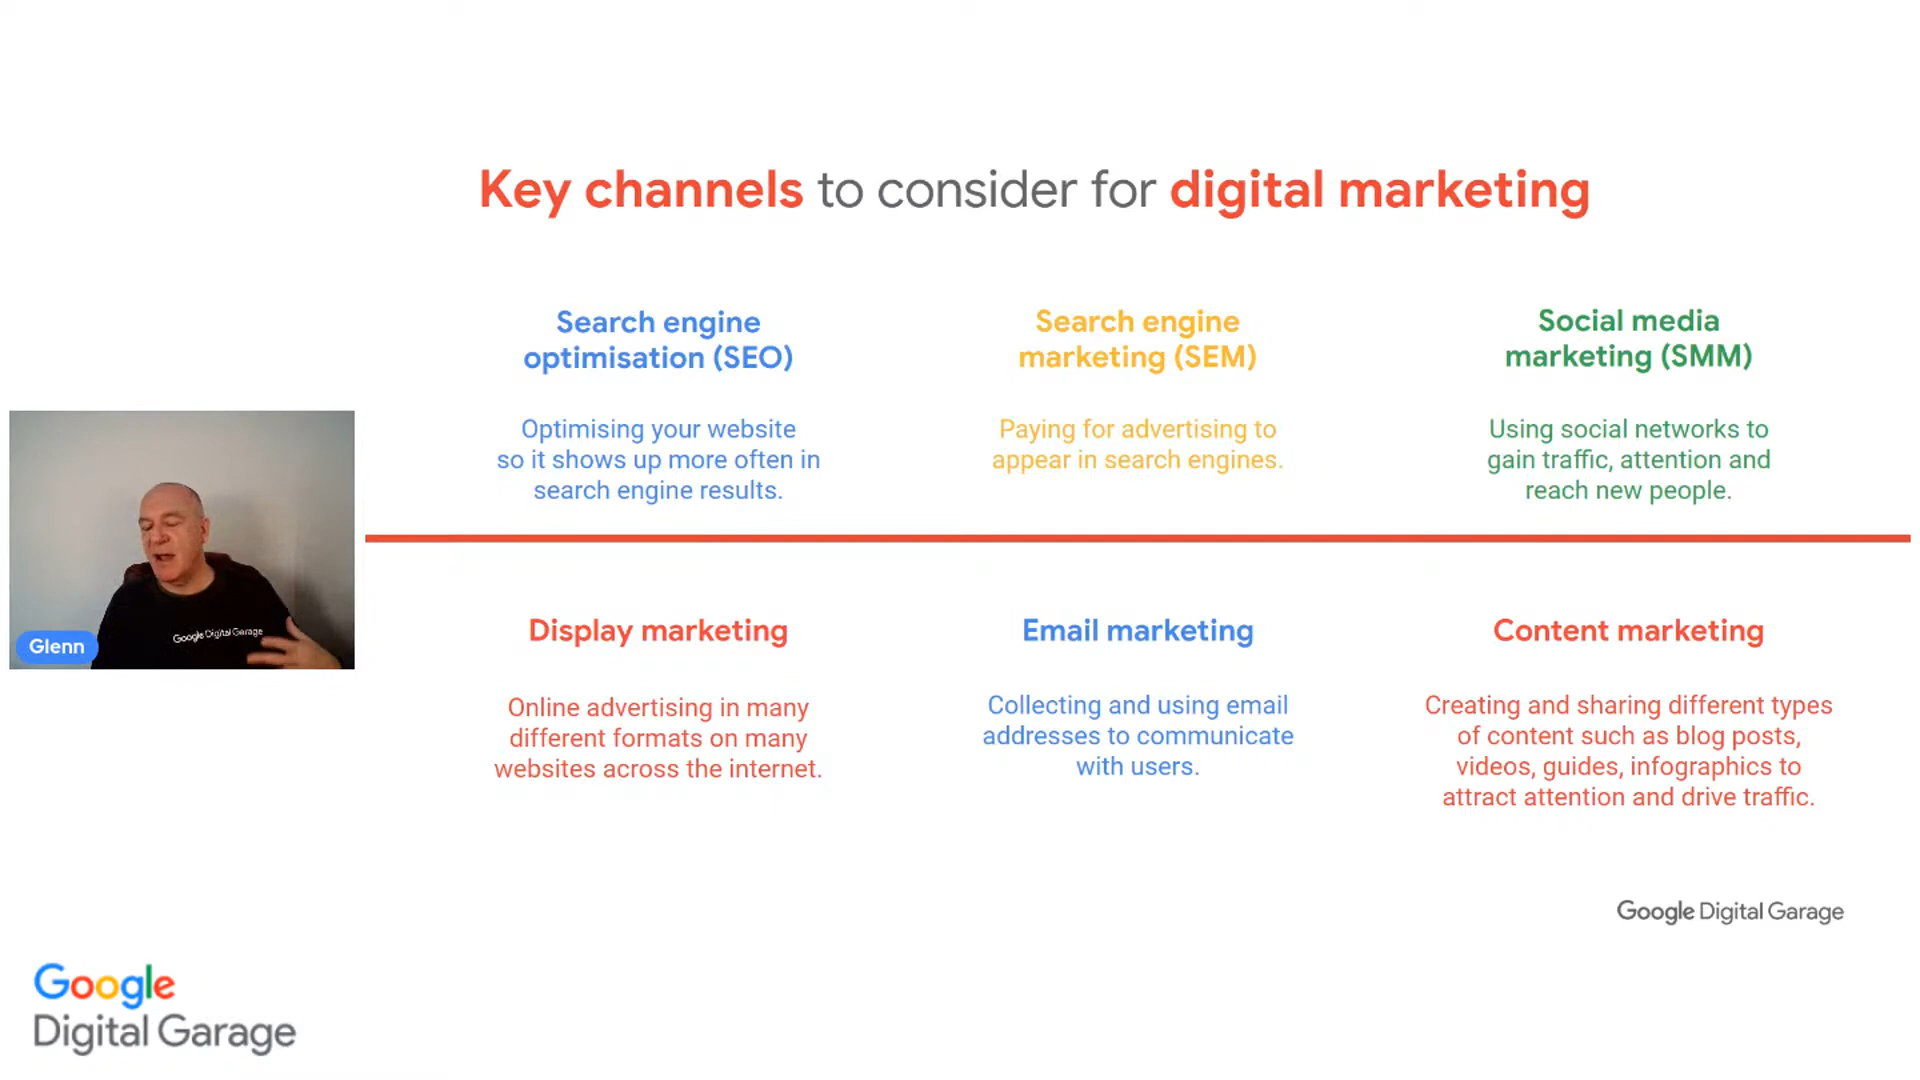 Key channels to consider for digital marketing
Search engine
optimisation (SEO)
Optimising your website
so it shows up more often in
search engine results.
Search engine
marketing (SEM)
Paying for advertising to
appear in search engines.
Social media
marketing (SMM)
Using social networks to
gain traffic, attention and
reach new people.
Google Digital Garage
Glenn
Display marketing
Online advertising in many
different formats on many
websites across the internet.
Email marketing
Collecting and using email
addresses to communicate
with users.
Content marketing
Creating and sharing different types
of content such as blog posts,
videos, guides, infographics to
attract attention and drive traffic.
Google Digital Garage
Google
Digital Garage